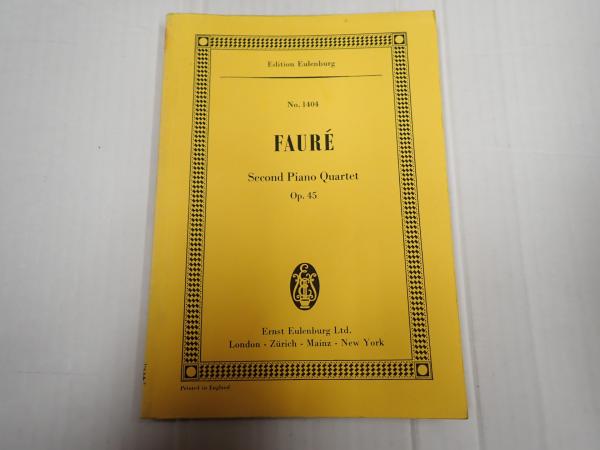 Edition Eulenburg
No. 1404
FAURÉ
Second Piano Quartet
Op. 45
Ernst Eulenburg Ltd.
London - Zürich - Mainz - New York
Printed in England